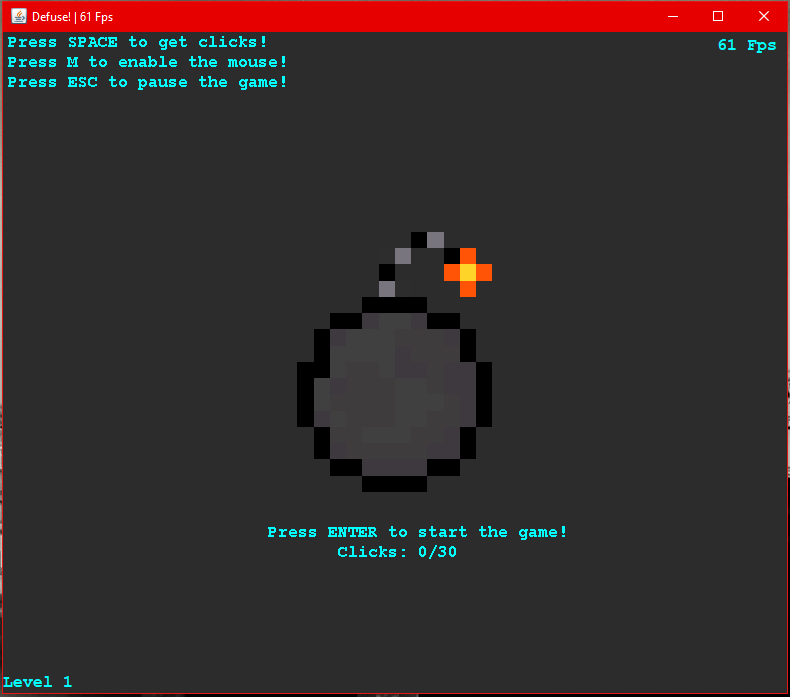 Defuse! | 61 Fps
Press SPACE to get clicks!
61 Fps
Press M to enable the mouse!
Press ESC to pause the game!
Press ENTER to start the game!
Clicks: 0/30
Level 1